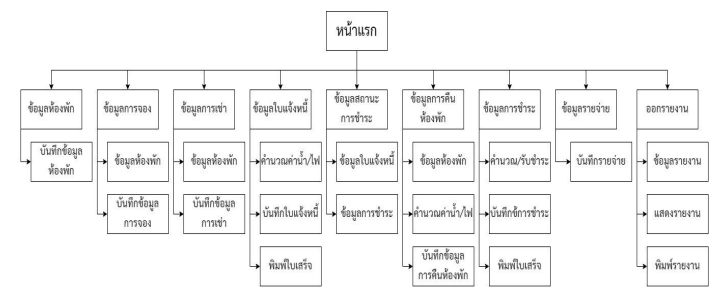 หน้าแรก
ข้อมูลห้องพัก
ข้อมูลการจอง
ข้อมูลการเช่า
ข้อมูลใบแจ้งหนี้
ข้อมูลสถานะ
การชำระ
ข้อมูลการคืน
ห้องพัก
ข้อมูลการชำระ
ข้อมูลรายจ่าย
ออกรายงาน
บันทึกข้อมูล
ห้องพัก
ข้อมูลห้องพัก
ข้อมูลห้องพัก
คำนวณค่าน้ำ/ไฟ
ข้อมูลใบแจ้งหนี้
ข้อมูลห้องพัก
คำนวณ/รับชำระ
บันทึกรายจ่าย
ข้อมูลรายงาน
บันทึกข้อมูล
การจอง
บันทึกข้อมูล
การเช่า
บันทึกใบแจ้งหนี้
ข้อมูลการชำระ
คำนวณค่าน้ำ/ไฟ
บันทึกข้การชำระ
แสดงรายงาน
พิมพ์ใบเสร็จ
บันทึกข้อมูล
การคืนห้องพัก
พิมพ์ใบเสร็จ
พิมพ์รายงาน